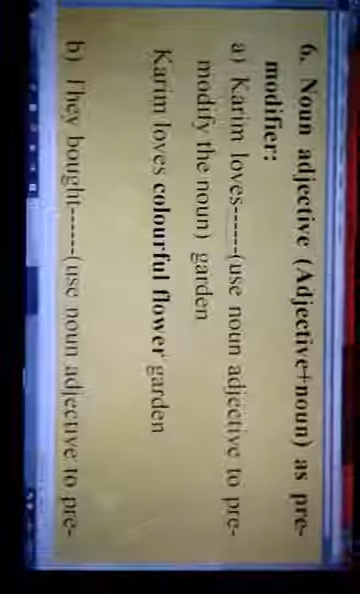 6. Noun adjective (Adjective+noun) as pre-
modifier:
a) Karim loves------(use noun adjective to pre-
modify the noun) garden
Karim loves colourful flower garden
b) They bought------(use noun adjective to pre-